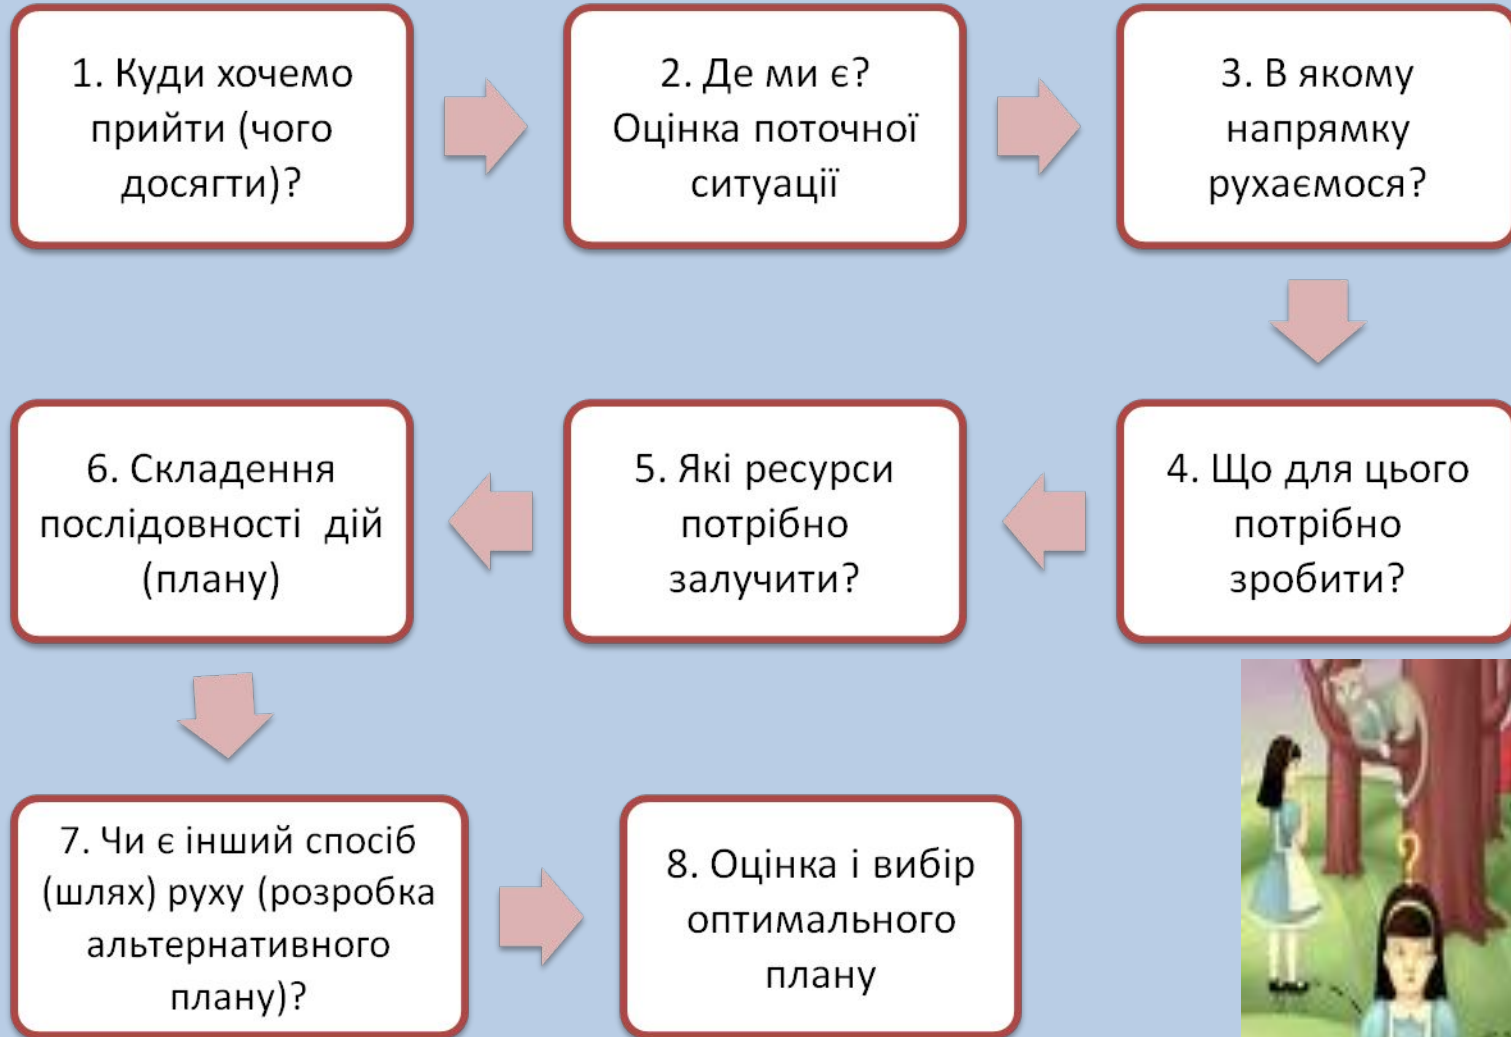 1. Куди хочемо
прийти (чого
досягти)?
2. Де ми є?
Оцінка поточної
ситуації
3. В якому
напрямку
рухаємося?
4. Що для цього
потрібно
зробити?
5. Які ресурси
потрібно
залучити?
6. Складення
послідовності дій
(плану)
7. Чи є інший спосіб
(шлях) руху (розробка
альтернативного
плану)?
8. Оцінка і вибір
оптимального
плану
?